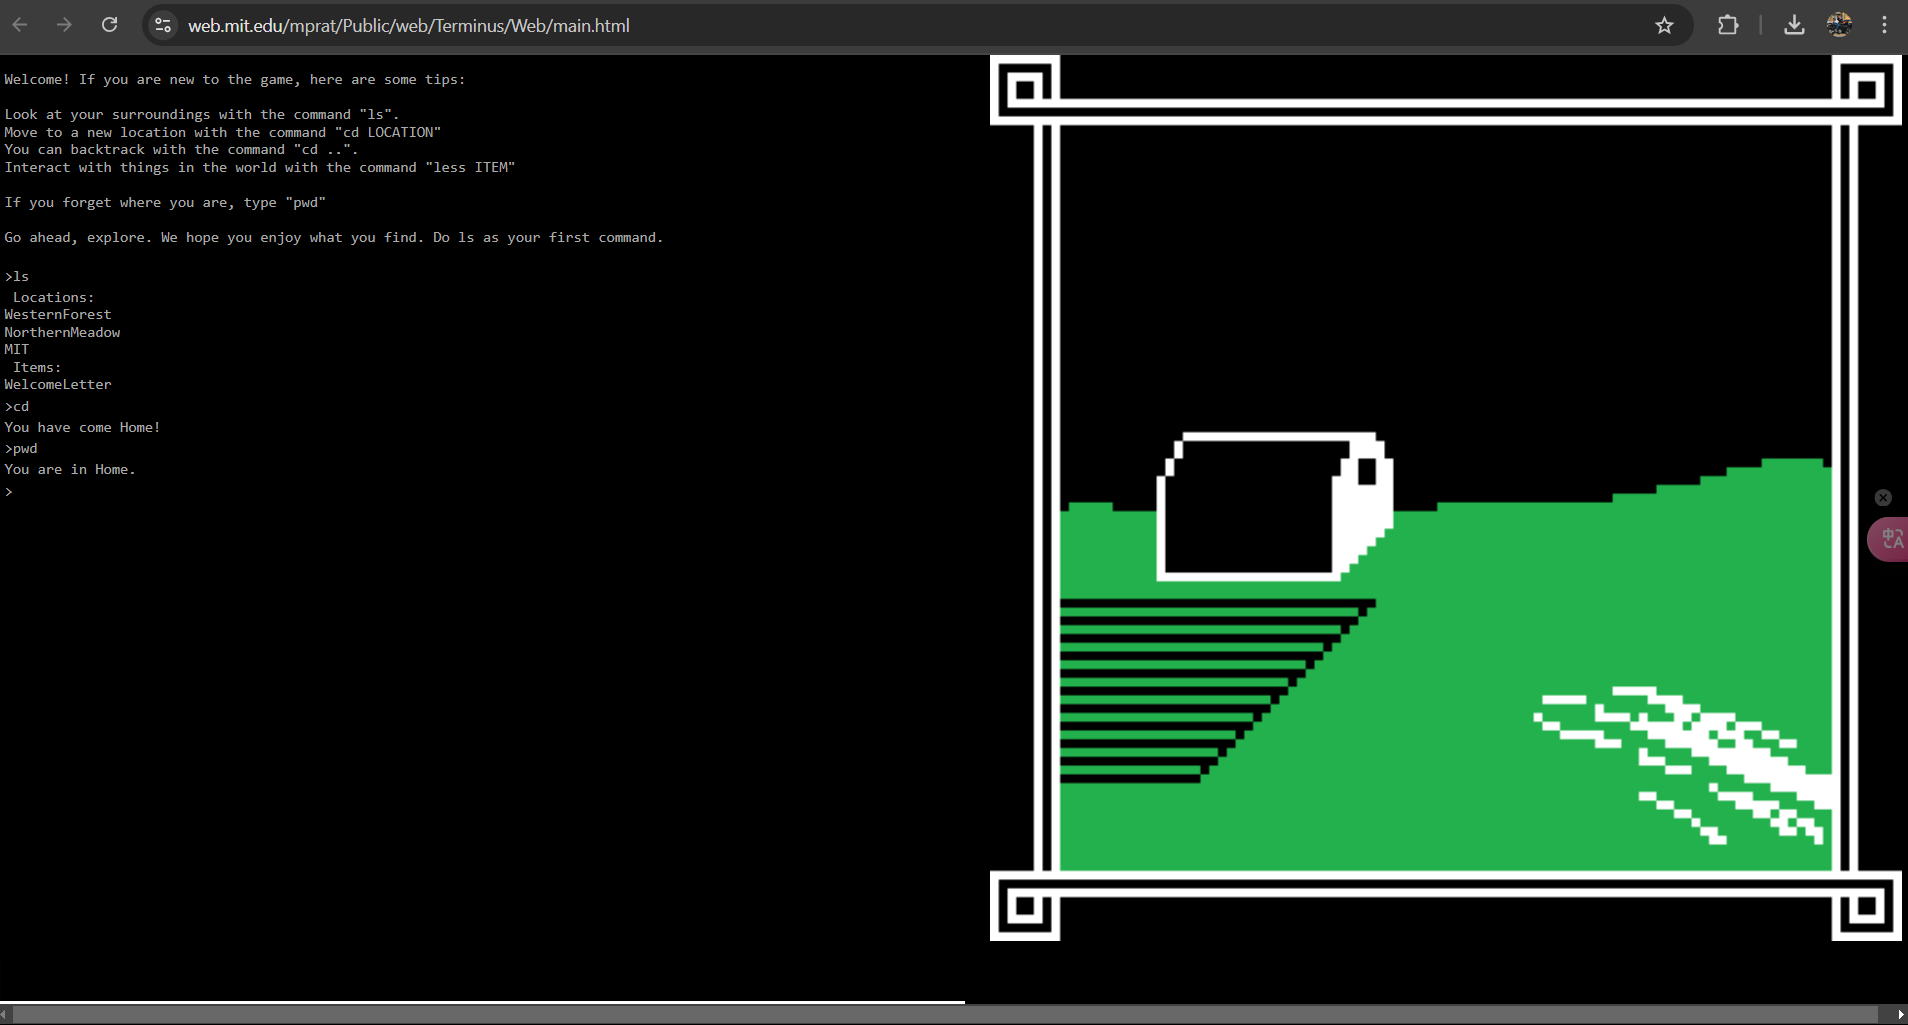 web.mit.edu/mprat/Public/web/Terminus/Web/main.html
Welcome! If you are new to the game, here are some tips:
Look at your surroundings with the command "ls".
Move to a new location with the command "cd LOCATION"
You can backtrack with the command "cd ..".
Interact with things in the world with the command "less ITEM"
If you forget where you are, type "pwd"
Go ahead, explore. We hope you enjoy what you find. Do ls as your first command.
>ls
Locations:
WesternForest
NorthernMeadow
MIT
Items:
WelcomeLetter
>cd
You have come Home!
>pwd
You are in Home.
>
中A